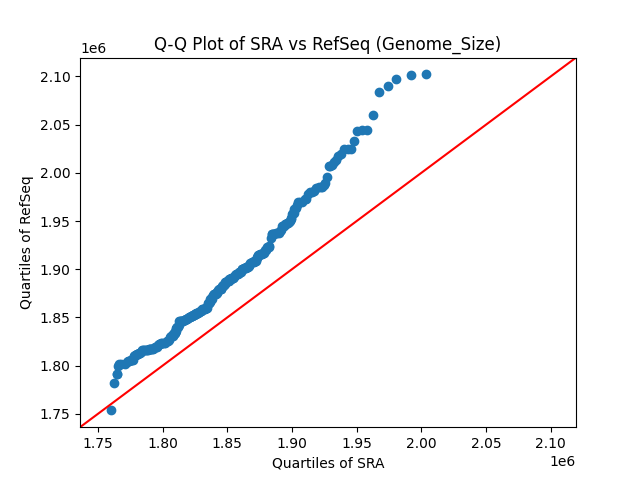 Q-Q Plot of SRA vs RefSeq (Genome_Size)
1e6
2.10
2.05
2.00
1.95
1.90
1.85
1.80
1.75
Quartiles of RefSeq
1.75 1.80 1.85 1.90 1.95 2.00 2.05 2.10
Quartiles of SRA
1e6